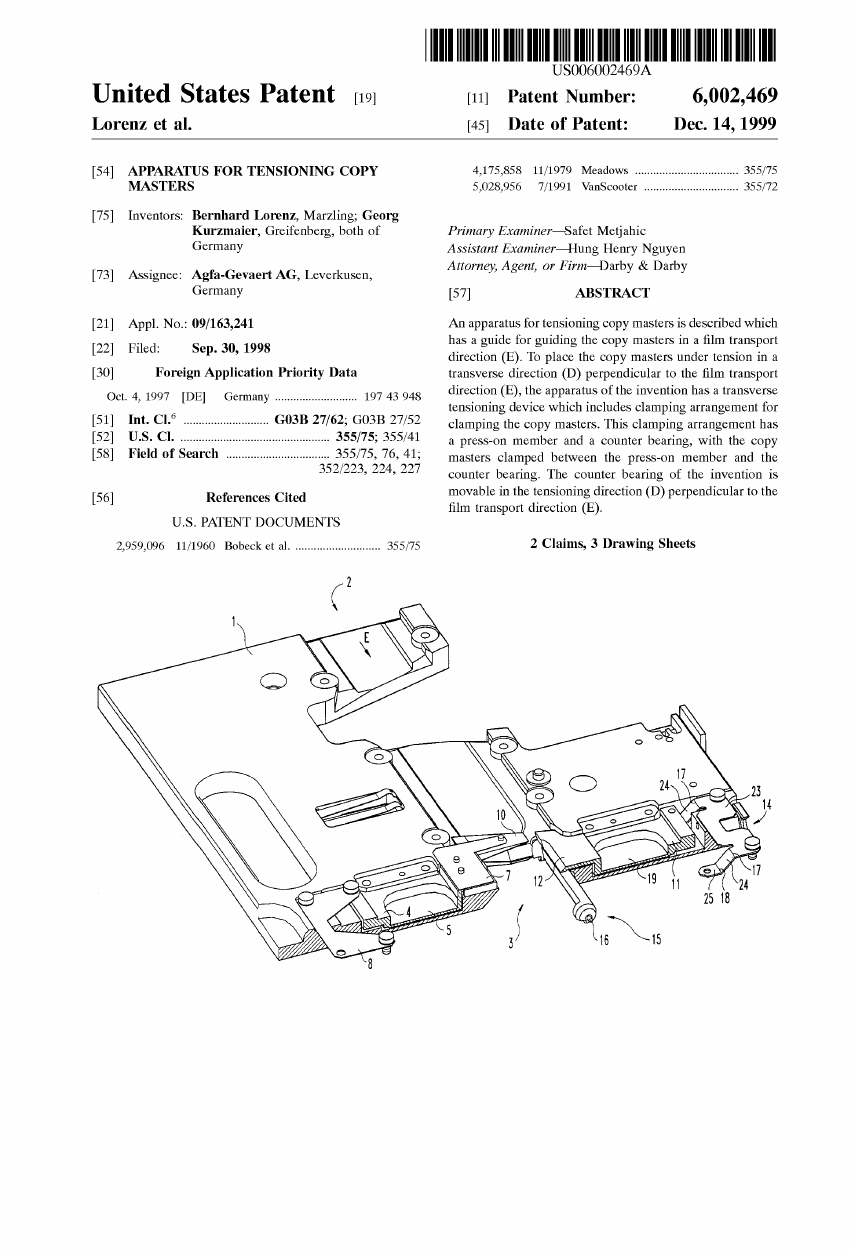 US006002469A
United States Patent [19]
Lorenz et al.
[11] Patent Number: 6,002,469
[45] Date of Patent: Dec. 14, 1999
[54] APPARATUS FOR TENSIONING COPY
MASTERS
[75] Inventors: Bernhard Lorenz, Marzling; Georg
Kurzmaier, Greifenberg, both of
Germany
[73] Assignee: Agfa-Gevaert AG, Leverkusen,
Germany
[21] Appl. No.: 09/163,241
[22] Filed: Sep. 30, 1998
[30] Foreign Application Priority Data
Oct. 4, 1997 [DE] Germany ........................... 197 43 948
[51] Int. Cl.6 ............................ G03B 27/62; G03B 27/52
[52] U.S. Cl. ................................................. 355/75; 355/41
[58] Field of Search .................................. 355/75, 76, 41;
352/223, 224, 227
[56] References Cited
U.S. PATENT DOCUMENTS
2,959,096 11/1960 Bobeck et al. ............................ 355/75
4,175,858 11/1979 Meadows .................................. 355/75
5,028,956 7/1991 VanScooter ............................... 355/72
Primary Examiner—Safet Metjahic
Assistant Examiner—Hung Henry Nguyen
Attorney, Agent, or Firm—Darby & Darby
[57] ABSTRACT
An apparatus for tensioning copy masters is described which
has a guide for guiding the copy masters in a film transport
direction (E). To place the copy masters under tension in a
transverse direction (D) perpendicular to the film transport
direction (E), the apparatus of the invention has a transverse
tensioning device which includes clamping arrangement for
clamping the copy masters. This clamping arrangement has
a press-on member and a counter bearing, with the copy
masters clamped between the press-on member and the
counter bearing. The counter bearing of the invention is
movable in the tensioning direction (D) perpendicular to the
film transport direction (E).
2 Claims, 3 Drawing Sheets
2
1
E
17
24
23
14
10
7
12
19
11
17
24
25 18
4
5
3
16
15
8